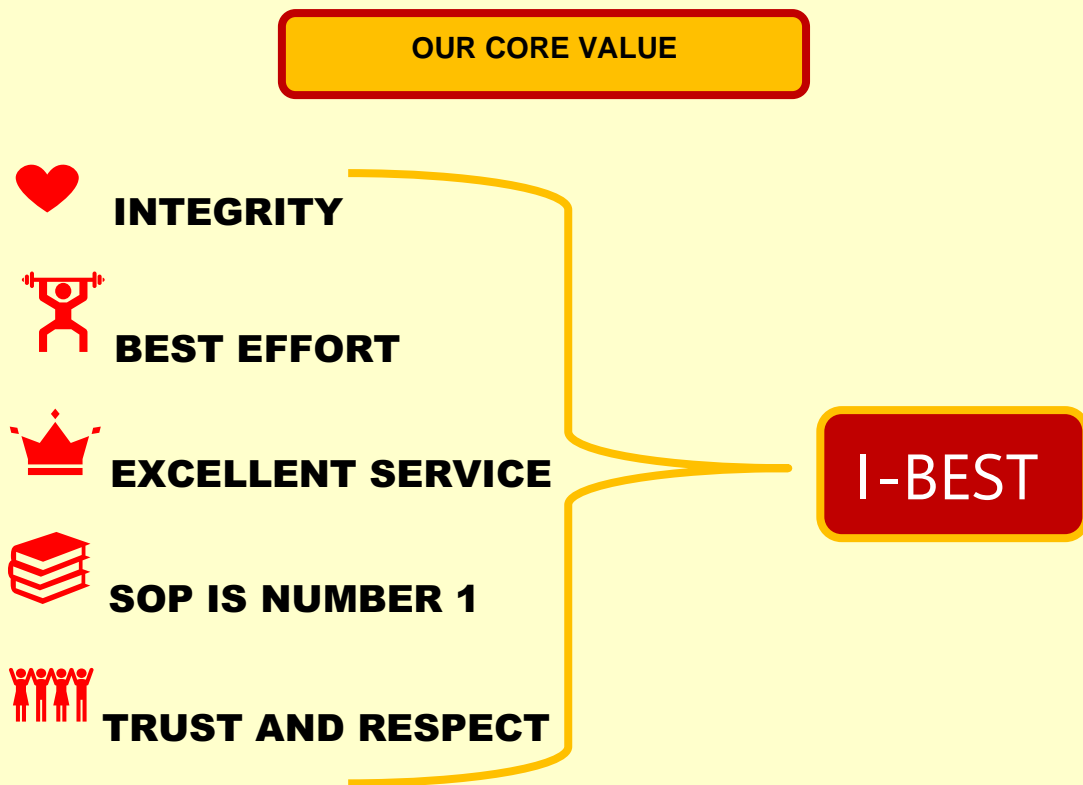 OUR CORE VALUE
INTEGRITY
BEST EFFORT
EXCELLENT SERVICE
I-BEST
SOP IS NUMBER 1
TRUST AND RESPECT